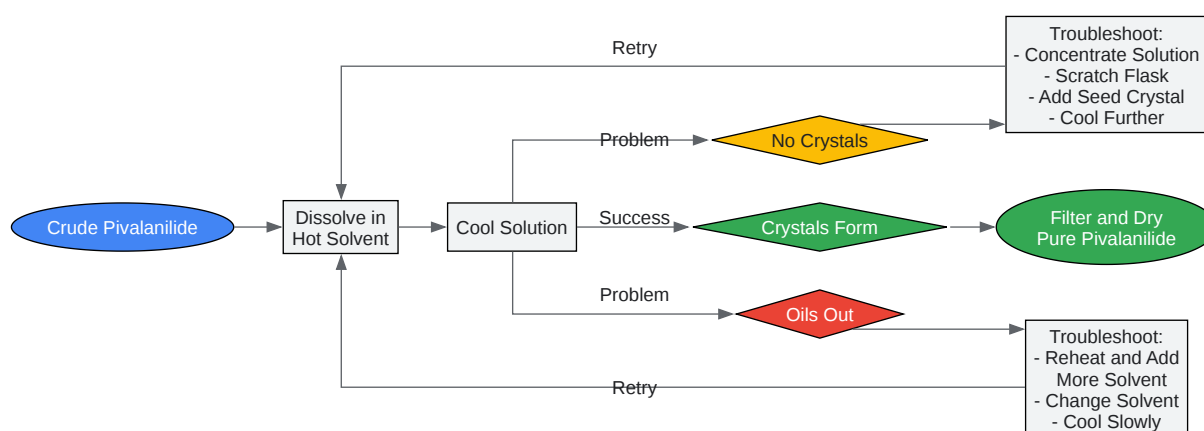 Crude Pivalanilide
Dissolve in
Hot Solvent
Cool Solution
Retry
Problem
No Crystals
Troubleshoot:
- Concentrate Solution
- Scratch Flask
- Add Seed Crystal
- Cool Further
Success
Crystals Form
Filter and Dry
Pure Pivalanilide
Problem
Oils Out
Troubleshoot:
- Reheat and Add
More Solvent
- Change Solvent
- Cool Slowly
Retry